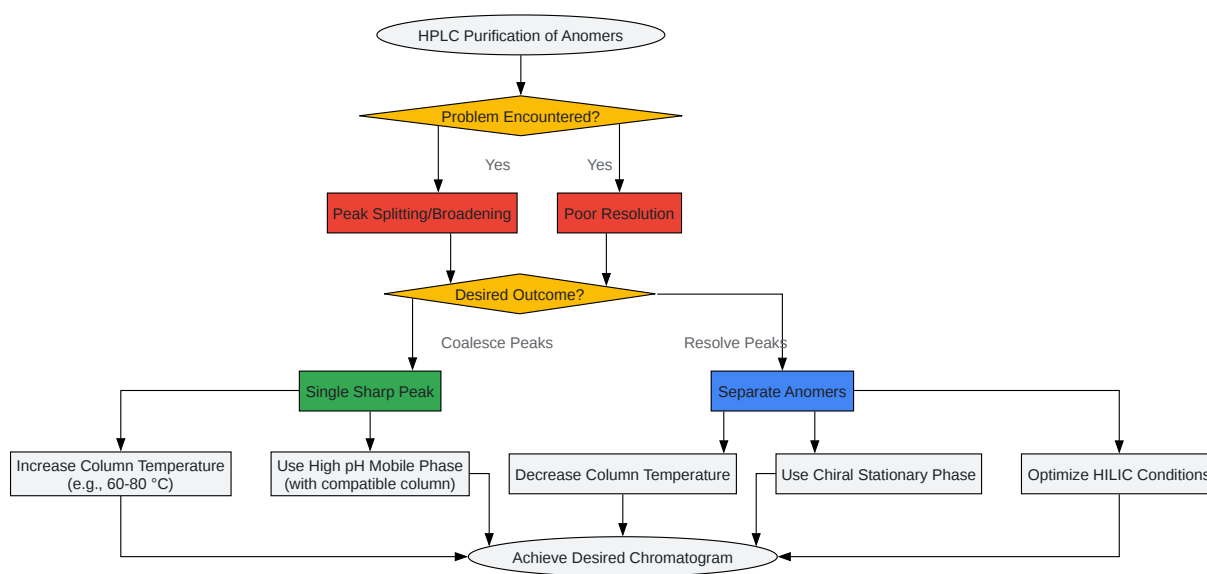 HPLC Purification of Anomers
Problem Encountered?
Yes
Yes
Peak Splitting/Broadening
Poor Resolution
Desired Outcome?
Coalesce Peaks
Resolve Peaks
Single Sharp Peak
Separate Anomers
Increase Column Temperature
(e.g., 60-80 °C)
Use High pH Mobile Phase
(with compatible column)
Decrease Column Temperature
Use Chiral Stationary Phase
Optimize HILIC Conditions
Achieve Desired Chromatogram